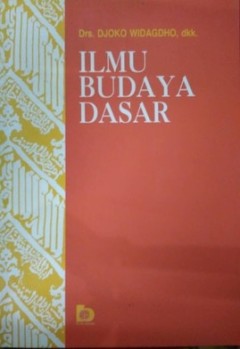 Drs. DJOKO WIDAGDHO, dkk.
ILMU
BUDAYA
DASAR